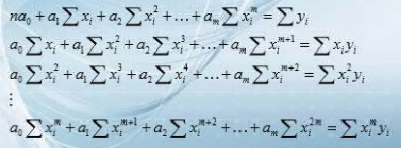 na₀ + a₁∑xᵢ + a₂∑xᵢ² + ... + aₘ∑xᵢᵐ = ∑yᵢ
a₀∑xᵢ + a₁∑xᵢ² + a₂∑xᵢ³ + ... + aₘ∑xᵢᵐ⁺¹ = ∑xᵢyᵢ
a₀∑xᵢ² + a₁∑xᵢ³ + a₂∑xᵢ⁴ + ... + aₘ∑xᵢᵐ⁺² = ∑xᵢ²yᵢ
⋮
a₀∑xᵢᵐ + a₁∑xᵢᵐ⁺¹ + a₂∑xᵢᵐ⁺² + ... + aₘ∑xᵢ²ᵐ = ∑xᵢᵐyᵢ